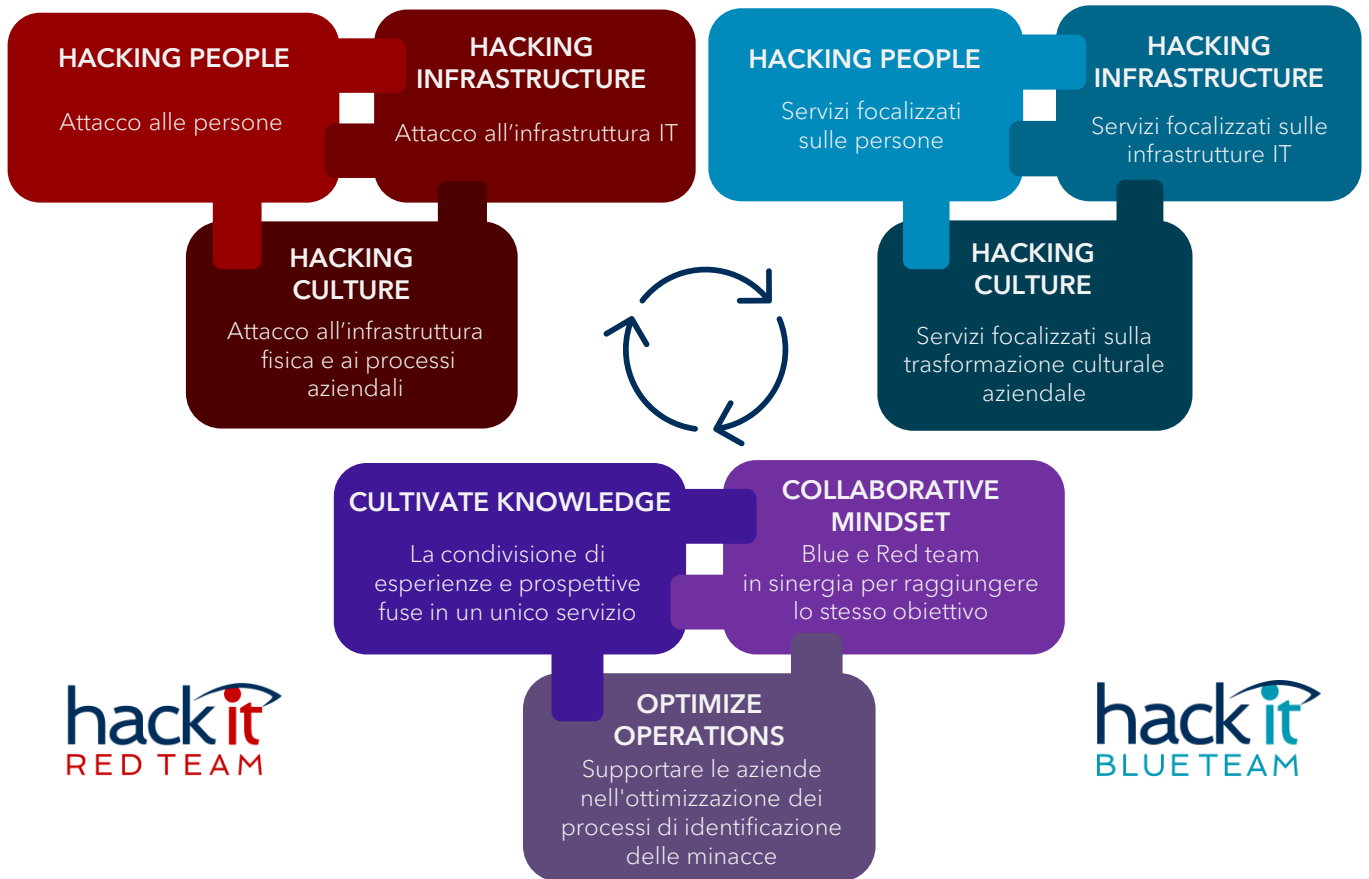 HACKING PEOPLE
Attacco alle persone
HACKING
INFRASTRUCTURE
Attacco all'infrastruttura IT
HACKING
CULTURE
Attacco all'infrastruttura
fisica e ai processi
aziendali
HACKING PEOPLE
Servizi focalizzati
sulle persone
HACKING
INFRASTRUCTURE
Servizi focalizzati sulle
infrastrutture IT
HACKING
CULTURE
Servizi focalizzati sulla
trasformazione culturale
aziendale
CULTIVATE KNOWLEDGE
La condivisione di
esperienze e prospettive
fuse in un unico servizio
COLLABORATIVE
MINDSET
Blue e Red team
in sinergia per raggiungere
lo stesso obiettivo
OPTIMIZE
OPERATIONS
Supportare le aziende
nell'ottimizzazione dei
processi di identificazione
delle minacce
hack it
RED TEAM
hack it
BLUE TEAM